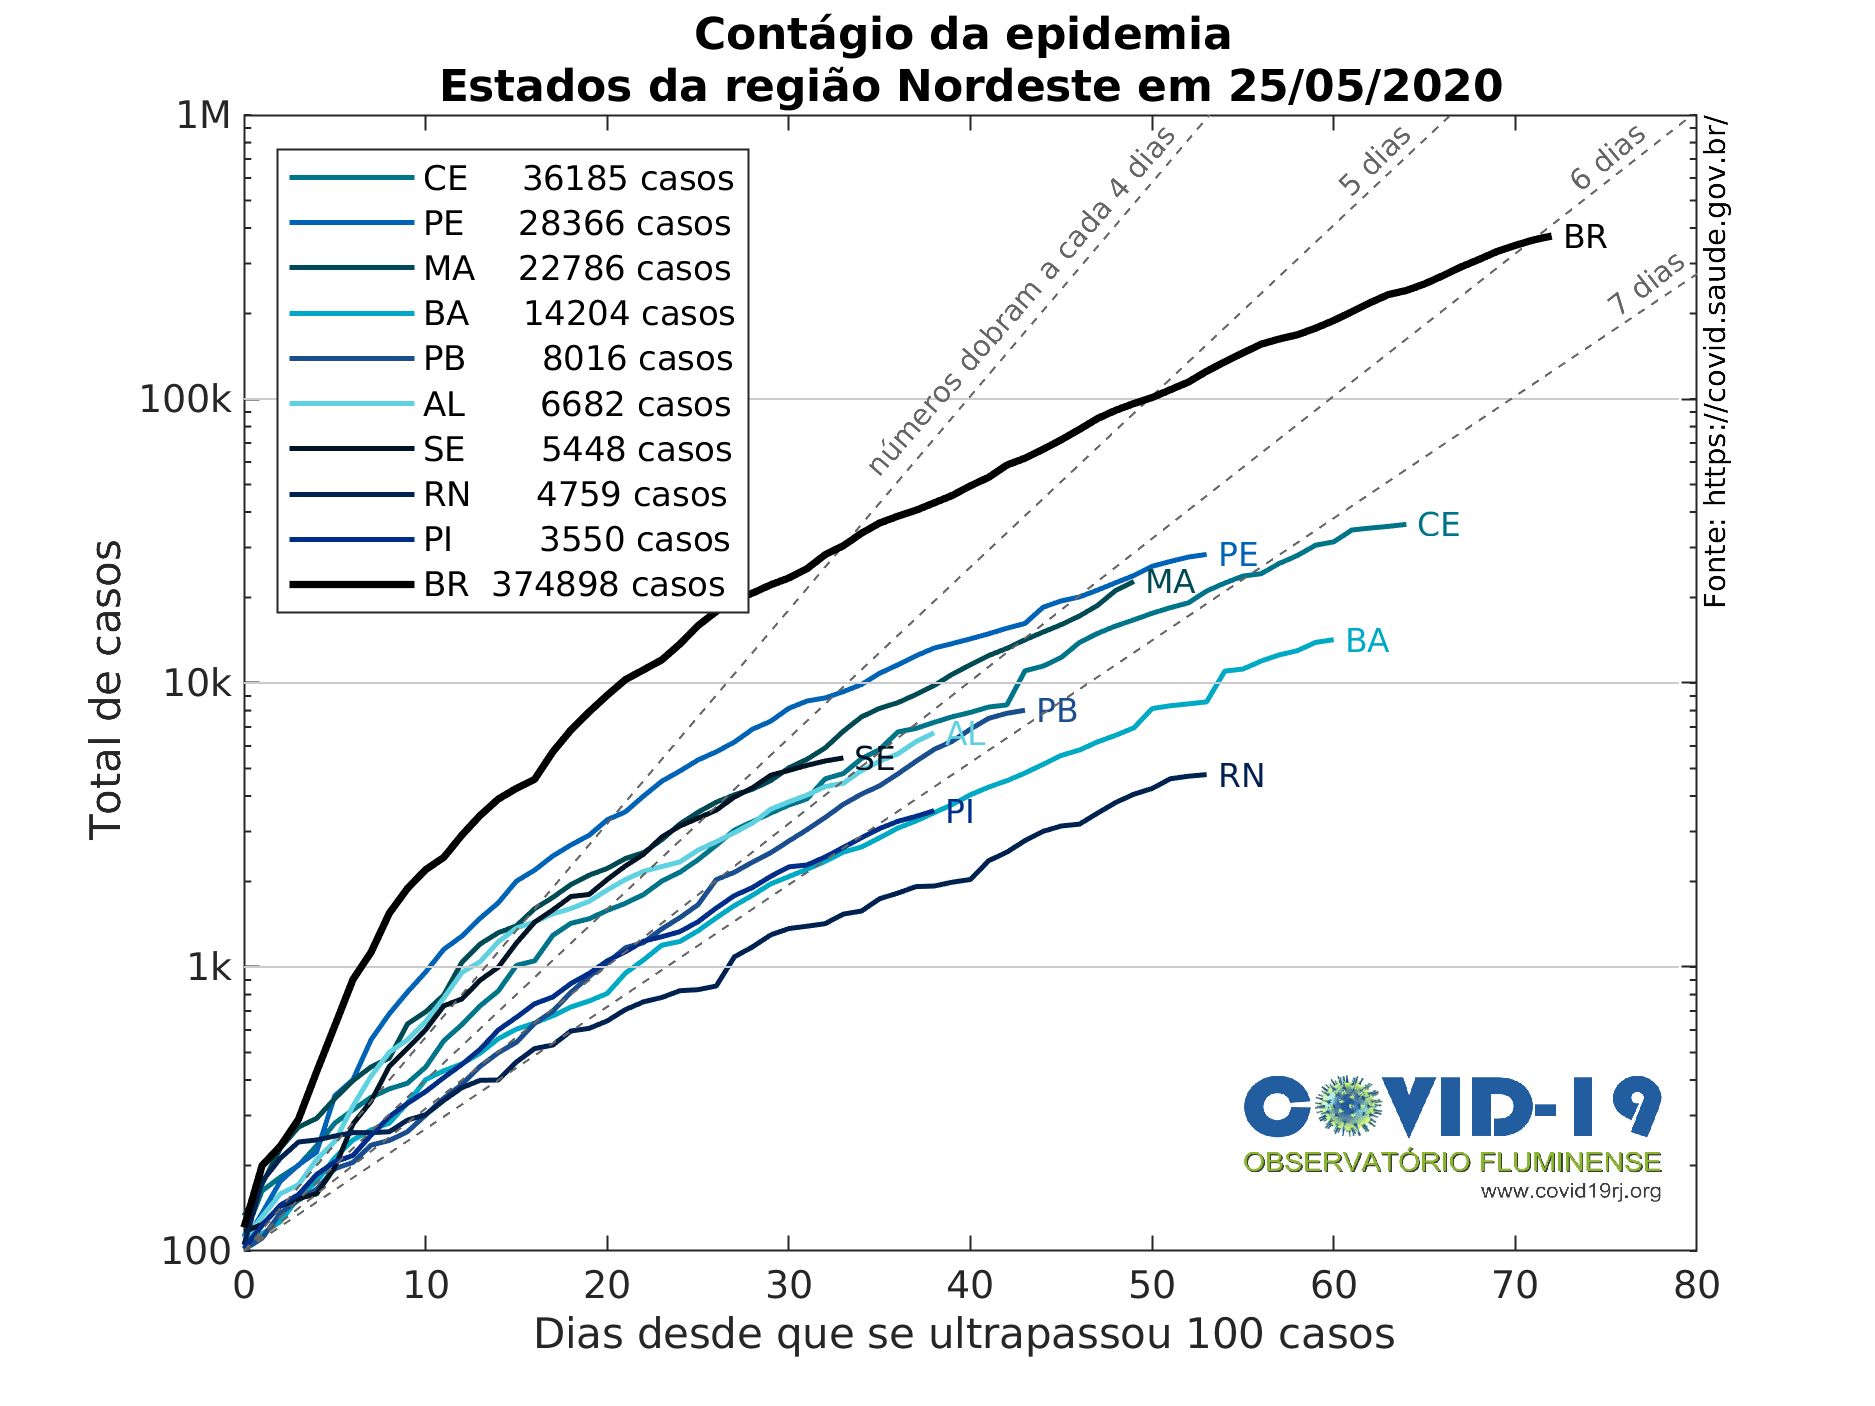 Contágio da epidemia
Estados da região Nordeste em 25/05/2020
1M
100k
10k
1k
100
Total de casos
CE 36185 casos
PE 28366 casos
MA 22786 casos
BA 14204 casos
PB 8016 casos
AL 6682 casos
SE 5448 casos
RN 4759 casos
PI 3550 casos
BR 374898 casos
números dobram a cada 4 dias
5 dias
6 dias
7 dias
BR
CE
PE
MA
BA
PB
AL
SE
RN
PI
Fonte: https://covid.saude.gov.br/
COVID-19
OBSERVATÓRIO FLUMINENSE
www.covid19rj.org
0 10 20 30 40 50 60 70 80
Dias desde que se ultrapassou 100 casos